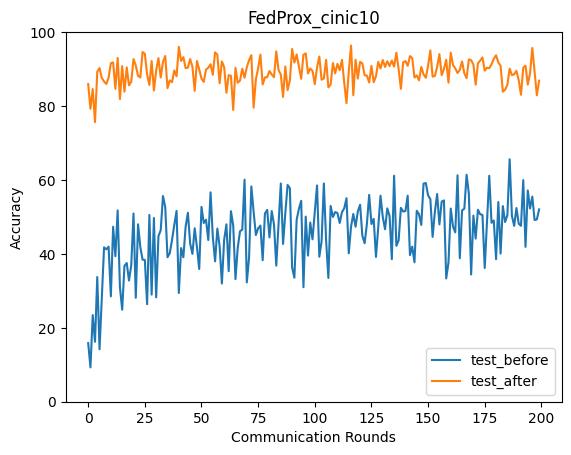 FedProx_cinic10
100
80
60
40
20
0
Accuracy
test_before
test_after
0 25 50 75 100 125 150 175 200
Communication Rounds